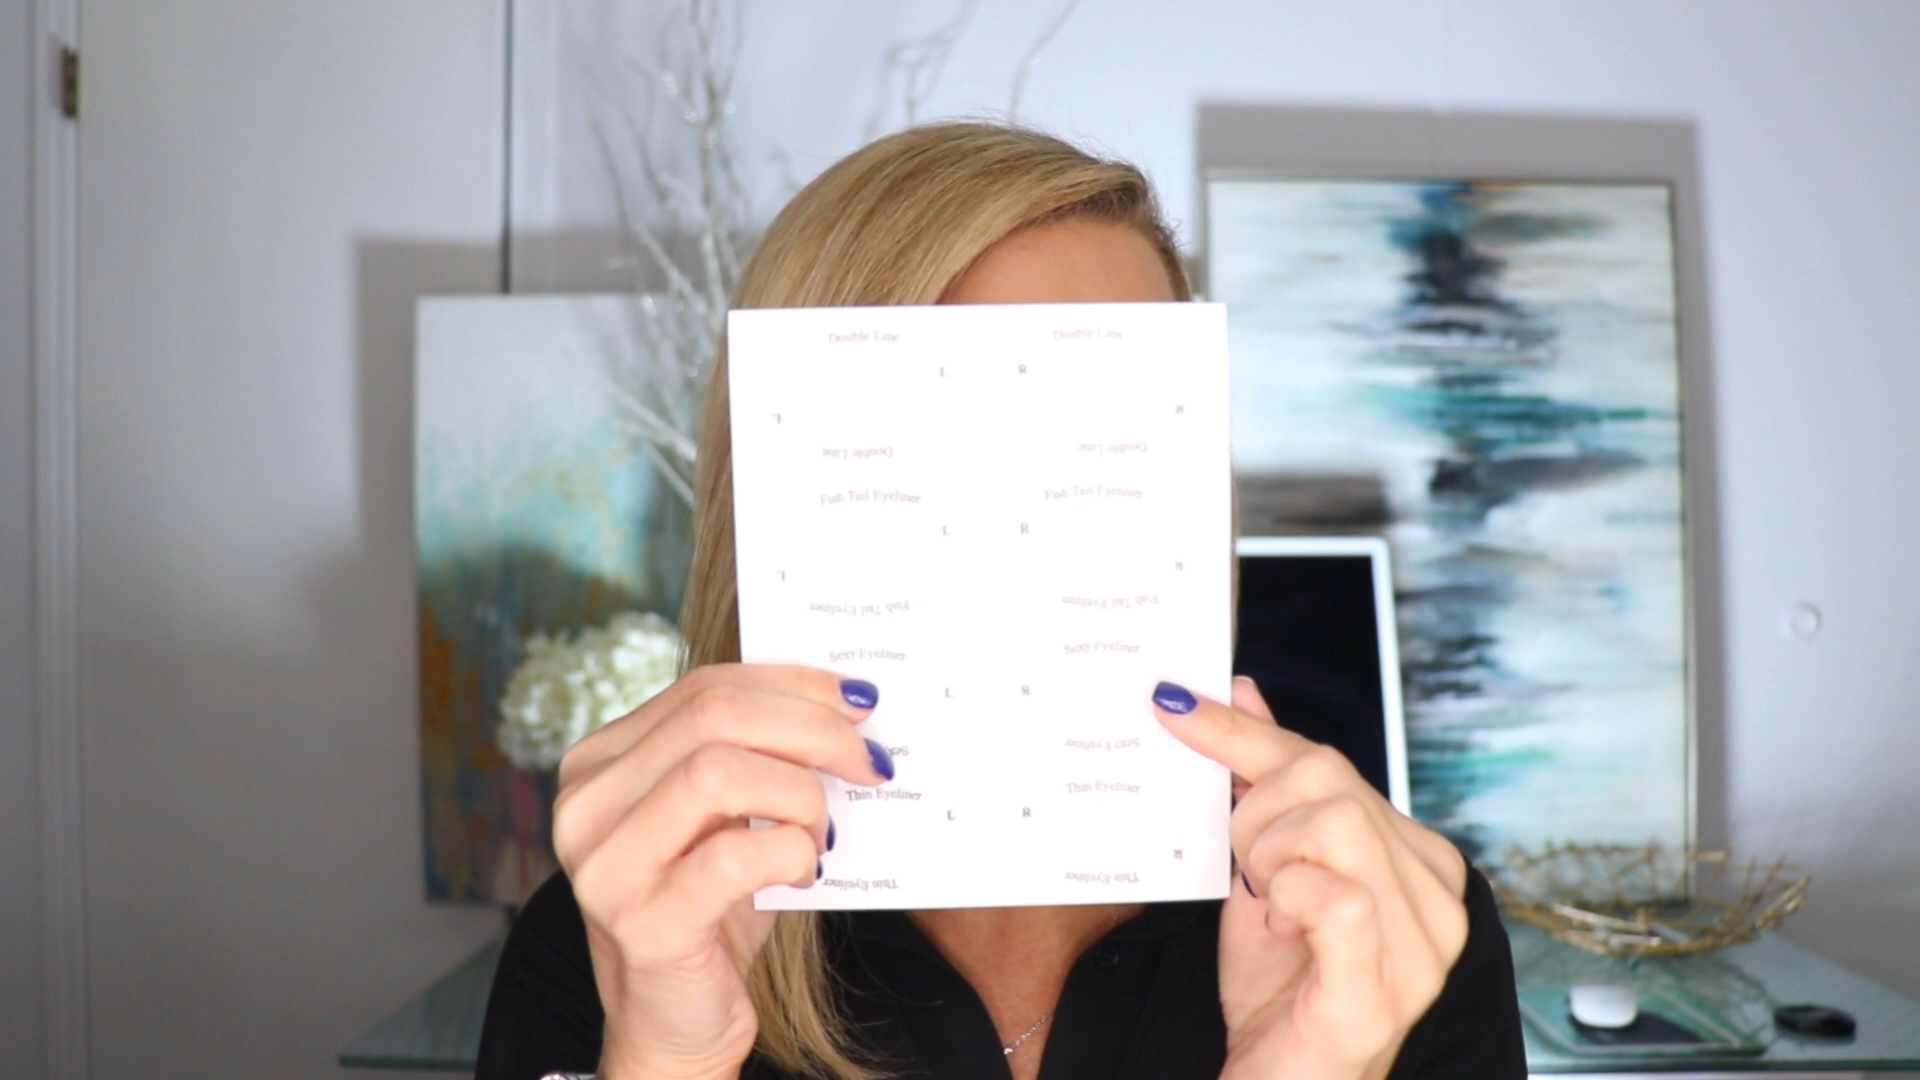 Double Line Double Line
L R
L R
Double Line Double Line
Fish Tail Eyeliner Fish Tail Eyeliner
L R
L R
Fish Tail Eyeliner Fish Tail Eyeliner
Sexy Eyeliner Sexy Eyeliner
L R
Sexy Sexy Eyeliner
Thin Eyeliner Thin Eyeliner
L R
R
Thin Eyeliner Thin Eyeliner